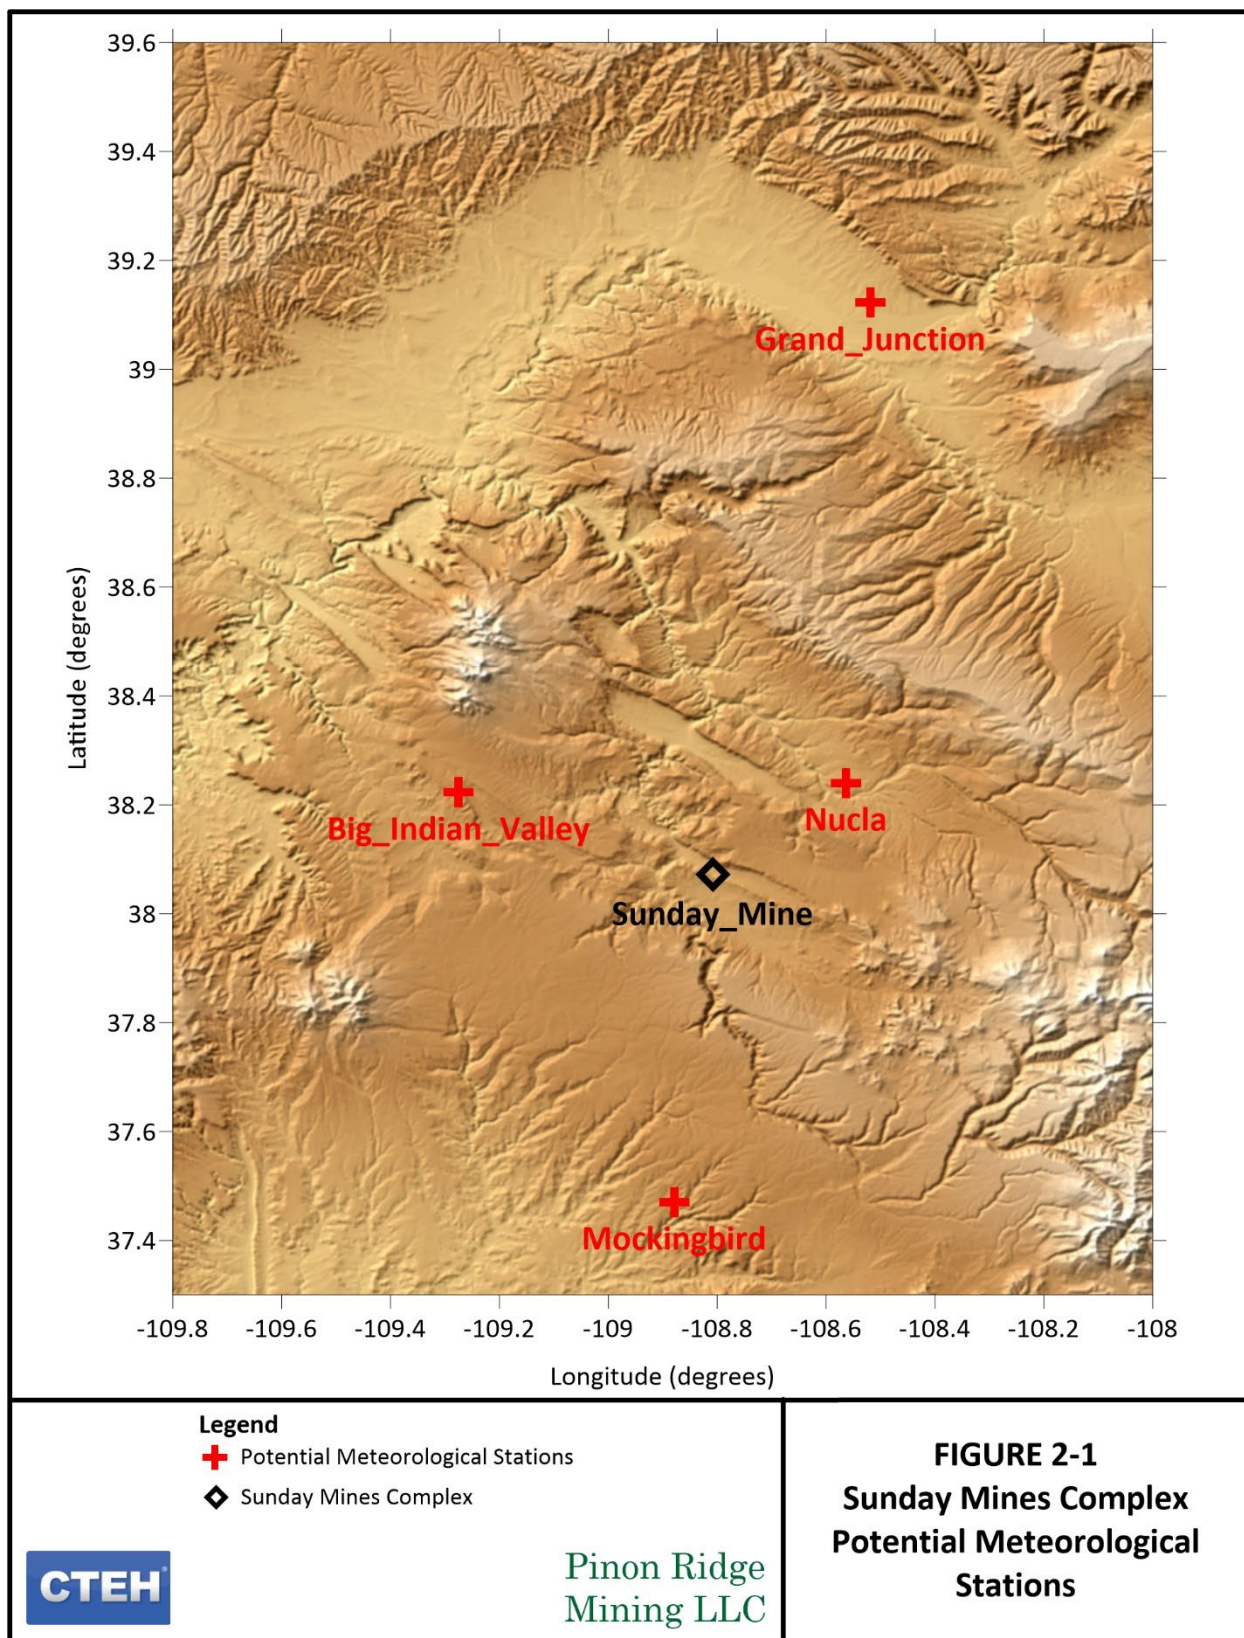 39.6
39.4
39.2
39
38.8
38.6
38.4
38.2
38
37.8
37.6
37.4
Latitude (degrees)
Grand_Junction
Big_Indian_Valley
Nucla
Sunday_Mine
Mockingbird
-109.8 -109.6 -109.4 -109.2 -109 -108.8 -108.6 -108.4 -108.2 -108
Longitude (degrees)
Legend
Potential Meteorological Stations
Sunday Mines Complex
CTEH®
Pinon Ridge
Mining LLC
FIGURE 2-1
Sunday Mines Complex
Potential Meteorological
Stations